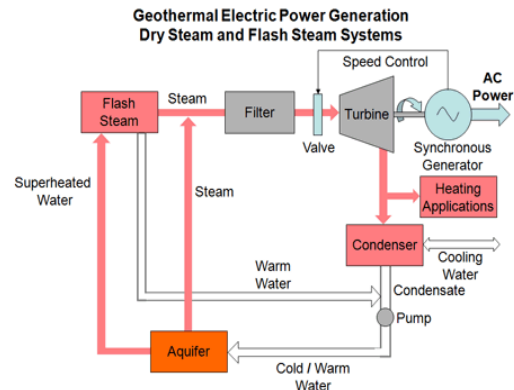 Geothermal Electric Power Generation
Dry Steam and Flash Steam Systems
Speed Control
AC
Power
Flash
Steam
Steam
Filter
Turbine
Valve
Synchronous
Generator
Superheated
Water
Steam
Heating
Applications
Condenser
Cooling
Water
Warm
Water
Condensate
Pump
Aquifer
Cold / Warm
Water